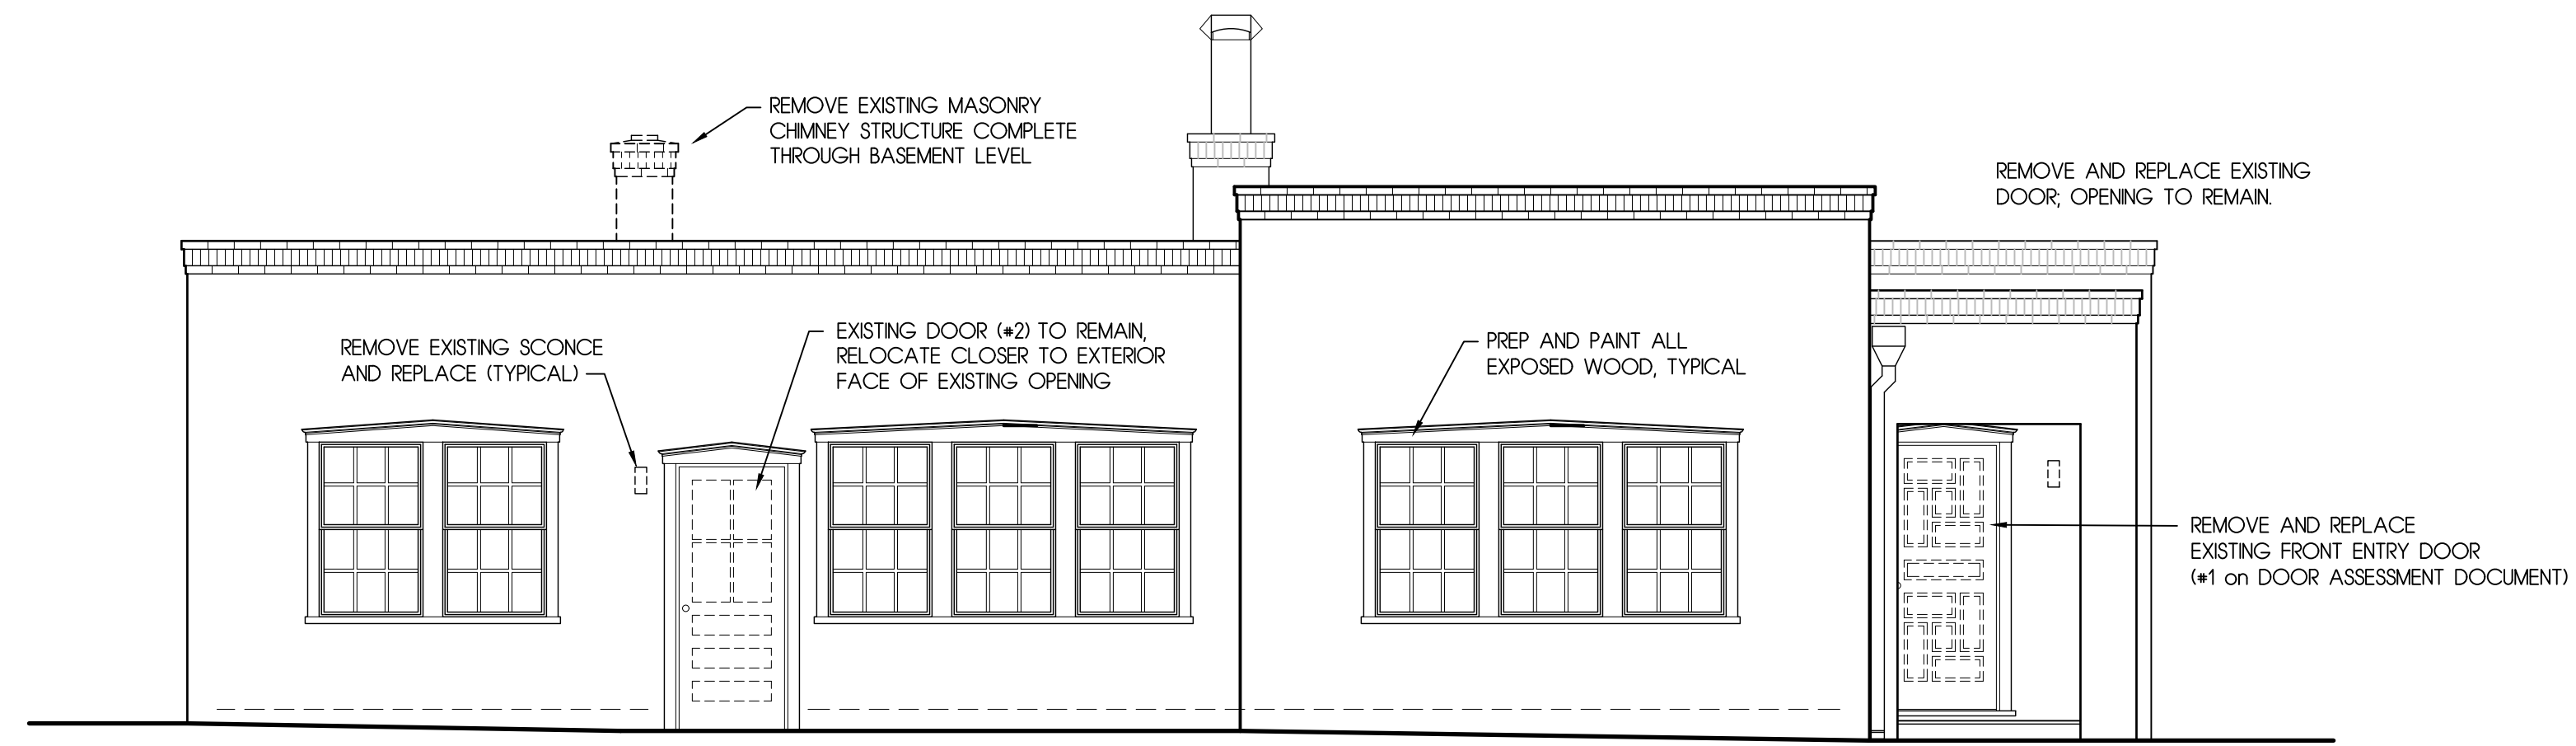 REMOVE EXISTING MASONRY
CHIMNEY STRUCTURE COMPLETE
THROUGH BASEMENT LEVEL
REMOVE AND REPLACE EXISTING
DOOR; OPENING TO REMAIN.
REMOVE EXISTING SCONCE
AND REPLACE (TYPICAL)
EXISTING DOOR (#2) TO REMAIN,
RELOCATE CLOSER TO EXTERIOR
FACE OF EXISTING OPENING
PREP AND PAINT ALL
EXPOSED WOOD, TYPICAL
REMOVE AND REPLACE
EXISTING FRONT ENTRY DOOR
(#1 on DOOR ASSESSMENT DOCUMENT)